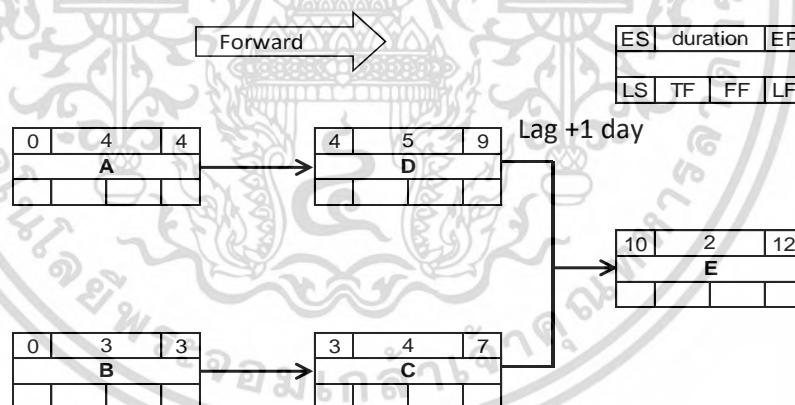 Forward
ES duration EF
LS TF FF LF
Lag +1 day
0 4 4
A
4 5 9
D
10 2 12
E
0 3 3
B
3 4 7
C